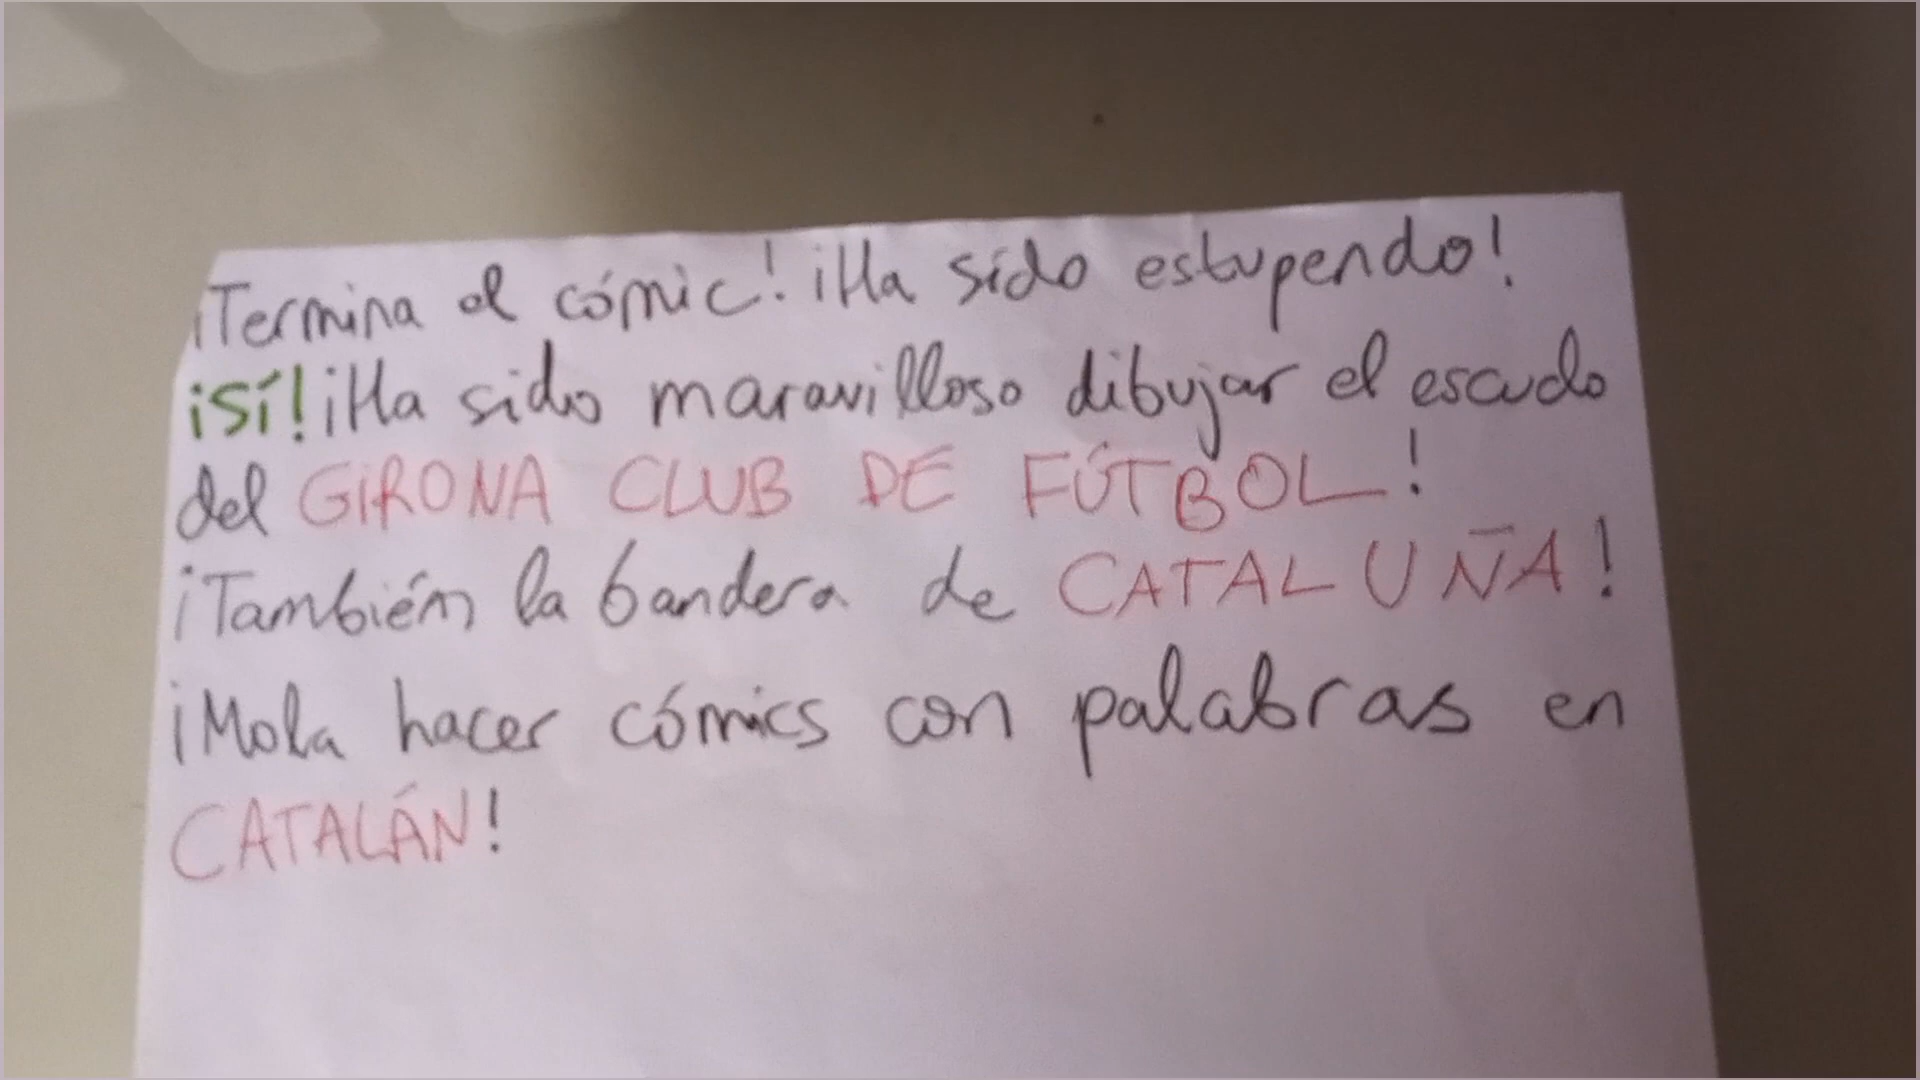 ¡Termina el cómic! ¡Ha sido estupendo!
¡SÍ! ¡Ha sido maravilloso dibujar el escudo
del GIRONA CLUB DE FÚTBOL!
¡También la bandera de CATALUÑA!
¡Mola hacer cómics con palabras en
CATALÁN!